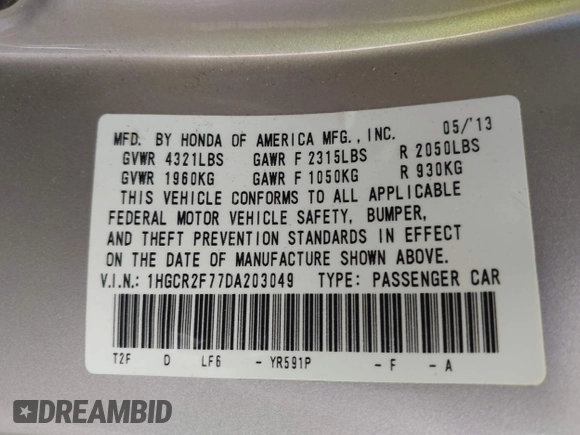 MFD. BY HONDA OF AMERICA MFG., INC. 05/'13
GVWR 4321LBS GAWR F 2315LBS R 2050LBS
GVWR 1960KG GAWR F 1050KG R 930KG
THIS VEHICLE CONFORMS TO ALL APPLICABLE
FEDERAL MOTOR VEHICLE SAFETY, BUMPER,
AND THEFT PREVENTION STANDARDS IN EFFECT
ON THE DATE OF MANUFACTURE SHOWN ABOVE.
V.I.N.: 1HGCR2F77DA203049 TYPE: PASSENGER CAR
T2F D LF6 - YR591P - F - A
DREAMBID